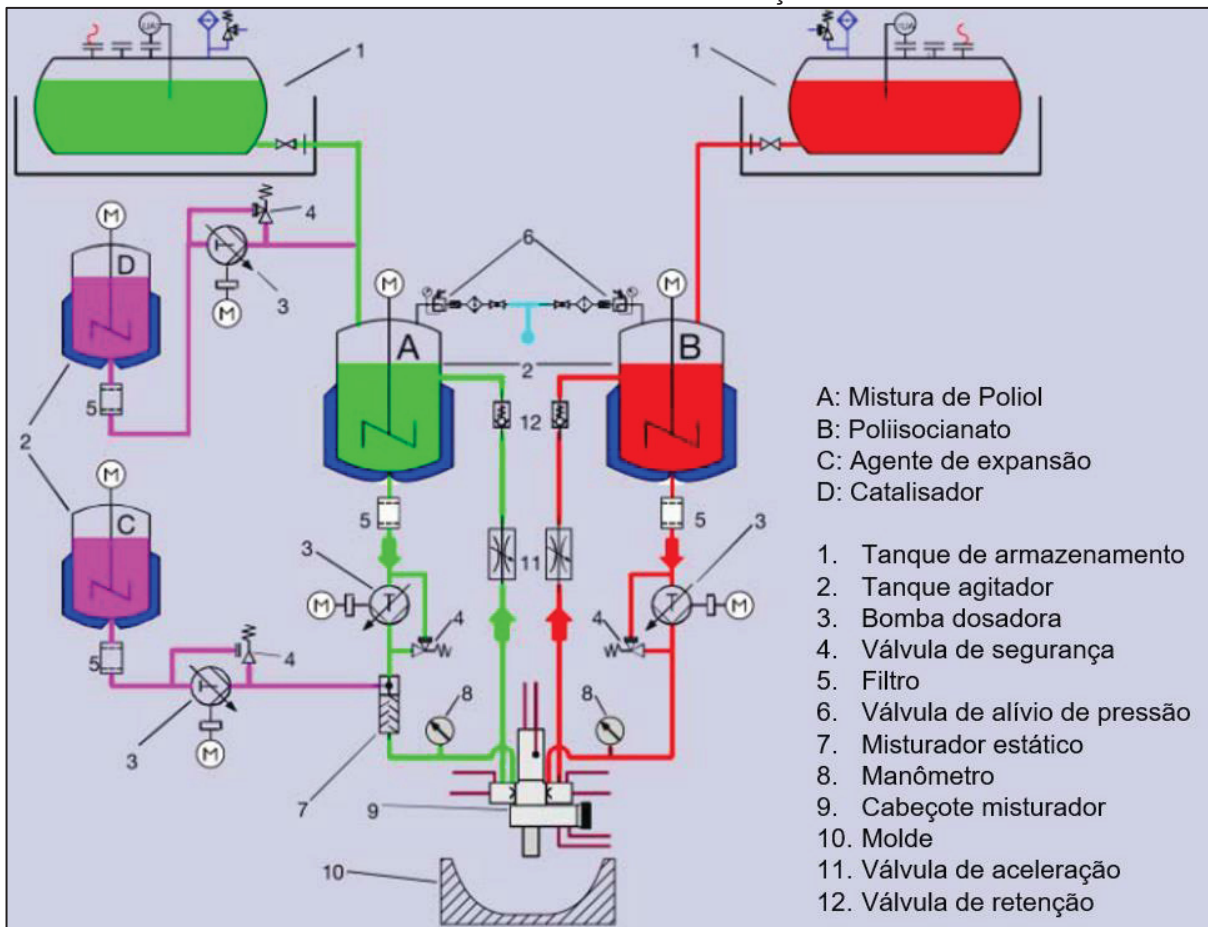 1
1
4
M
D
3
M
6
M
M
A
B
2
5
12
M
2
C
5
5
3
11
3
M
M
4
4
4
5
3
M
8
8
7
9
10
A: Mistura de Poliol
B: Poliisocianato
C: Agente de expansão
D: Catalisador
1. Tanque de armazenamento
2. Tanque agitador
3. Bomba dosadora
4. Válvula de segurança
5. Filtro
6. Válvula de alívio de pressão
7. Misturador estático
8. Manômetro
9. Cabeçote misturador
10. Molde
11. Válvula de aceleração
12. Válvula de retenção